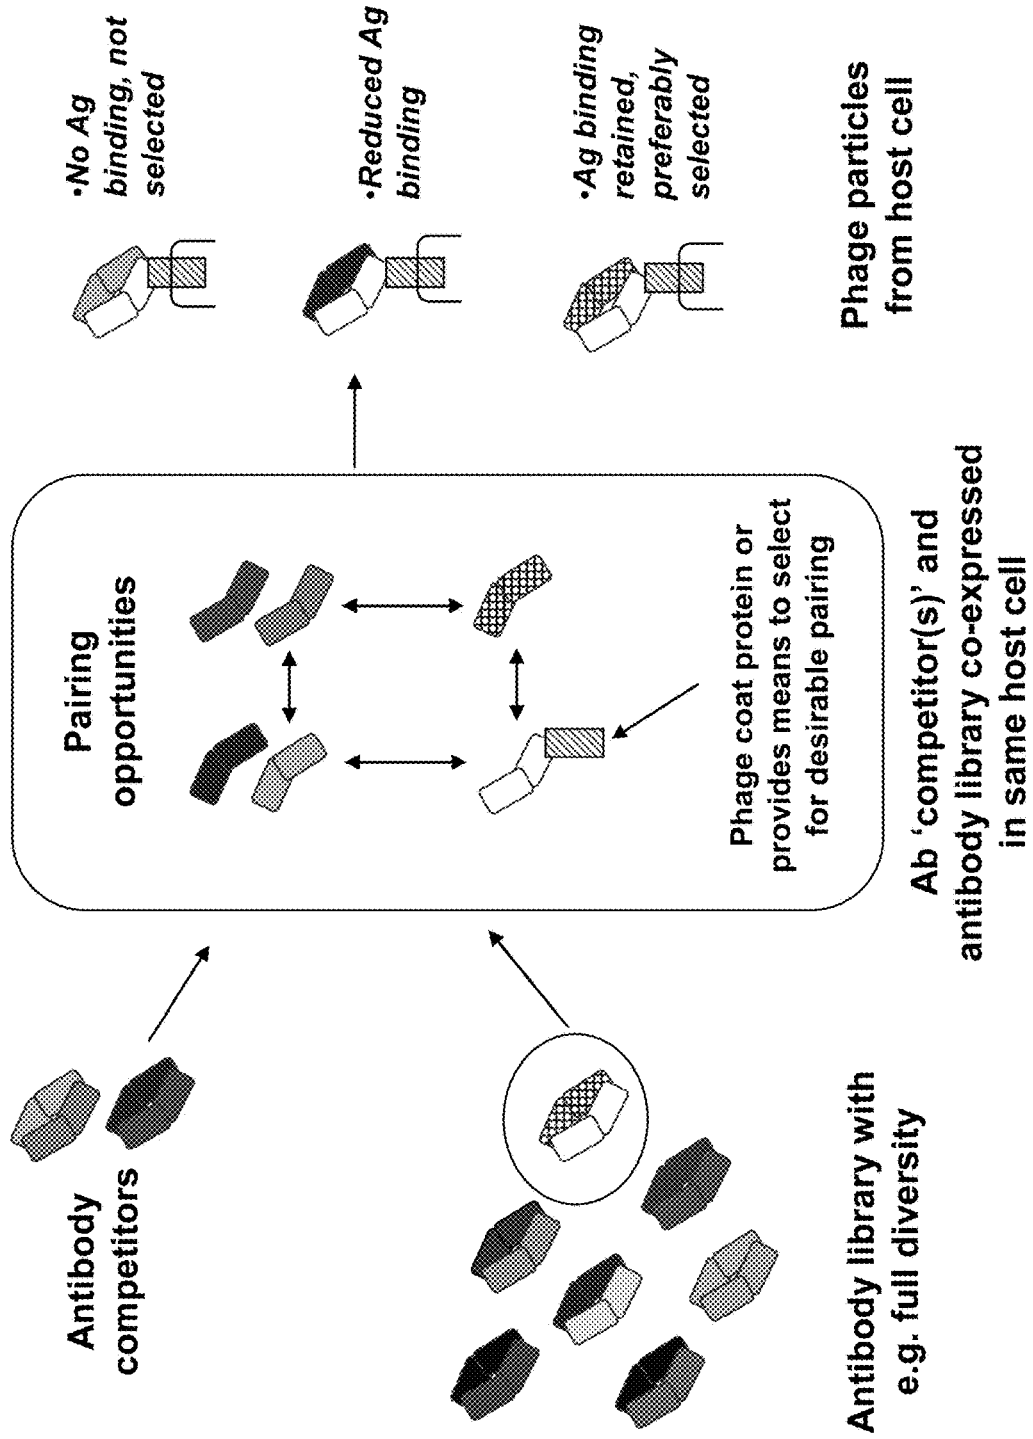 Antibody
competitors
Antibody library with
e.g. full diversity
Pairing
opportunities
Phage coat protein or
provides means to select
for desirable pairing
Ab ‘competitor(s)’ and
antibody library co-expressed
in same host cell
•No Ag
binding, not
selected
•Reduced Ag
binding
•Ag binding
retained,
preferably
selected
Phage particles
from host cell